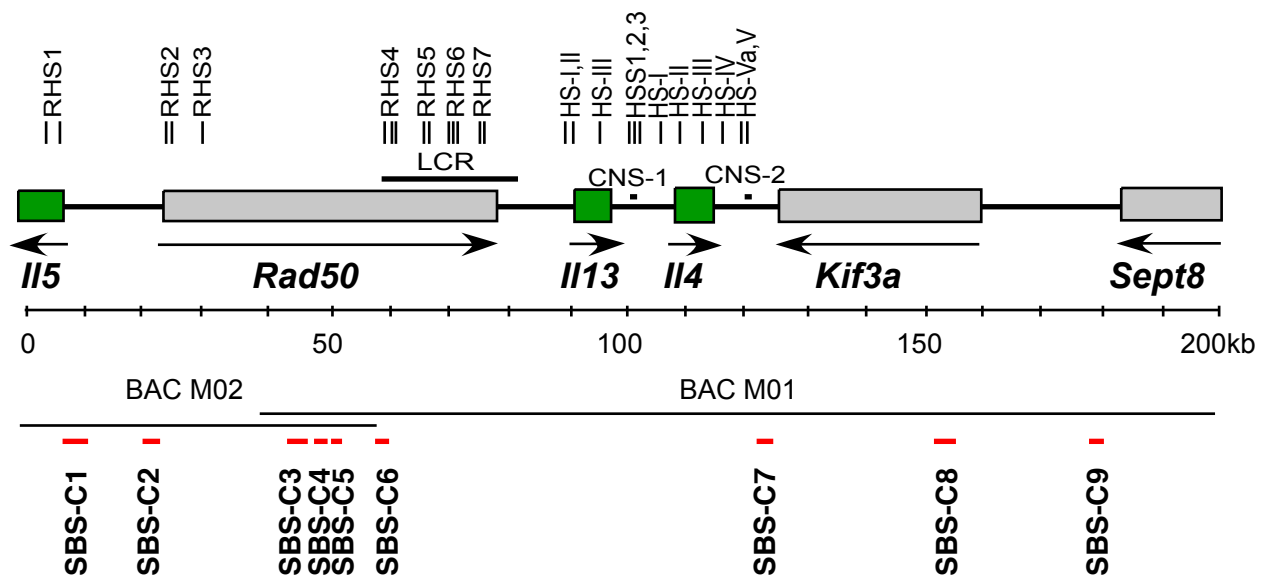 RHS1
RHS2
RHS3
RHS4
RHS5
RHS6
RHS7
HS-I,II
HS-III
HSS1,2,3
HS-I
HS-II
HS-III
HS-IV
HS-Va,V
LCR
CNS-1
CNS-2
Il5
Rad50
Il13
Il4
Kif3a
Sept8
0
50
100
150
200kb
BAC M02
BAC M01
SBS-C1
SBS-C2
SBS-C3
SBS-C4
SBS-C5
SBS-C6
SBS-C7
SBS-C8
SBS-C9